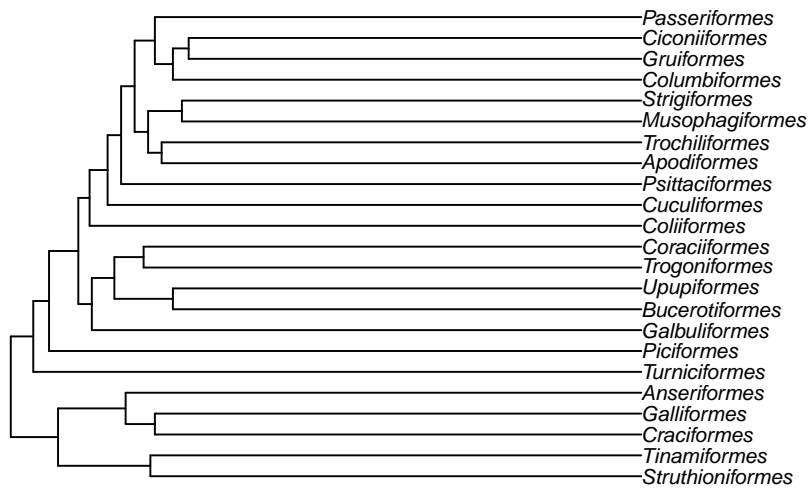 Passeriformes
Ciconiiformes
Gruiformes
Columbiformes
Strigiformes
Musophagiformes
Trochiliformes
Apodiformes
Psittaciformes
Cuculiformes
Coliiformes
Coraciiformes
Trogoniformes
Upupiformes
Bucerotiformes
Galbuliformes
Piciformes
Turniciformes
Anseriformes
Galliformes
Craciformes
Tinamiformes
Struthioniformes